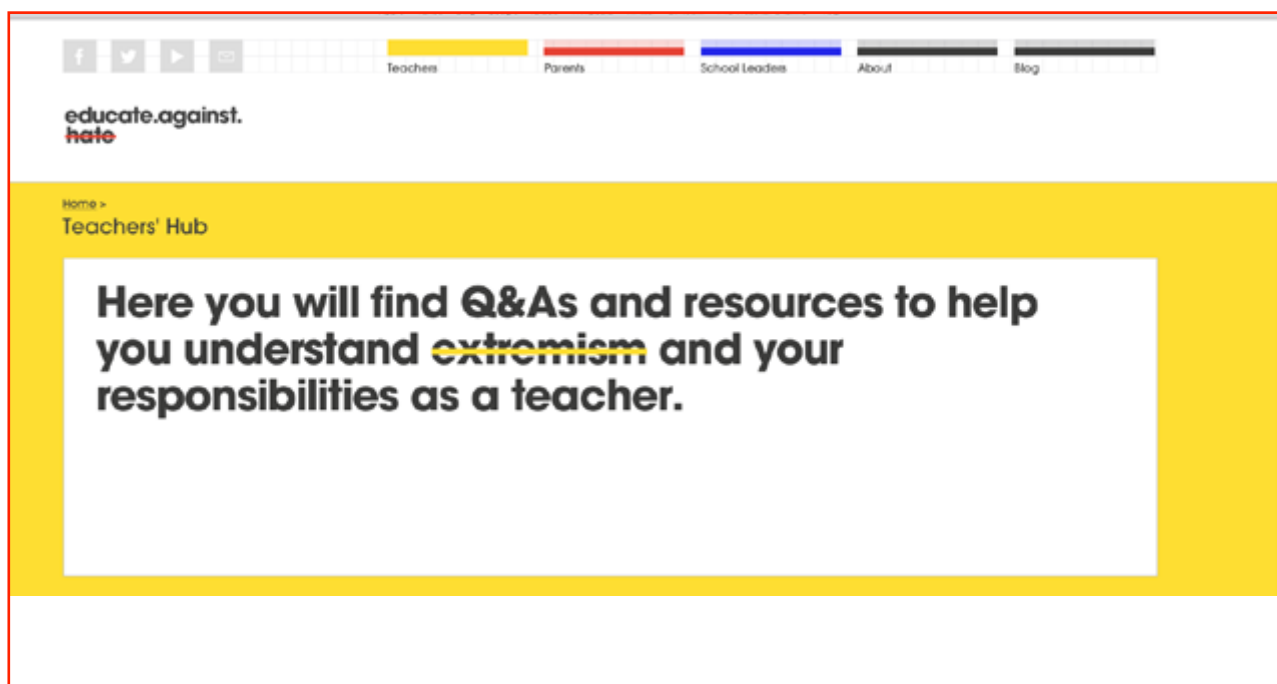 Teachers Parents School Leaders About Blog
educate.against.
hate
Home >
Teachers' Hub
Here you will find Q&As and resources to help
you understand extremism and your
responsibilities as a teacher.